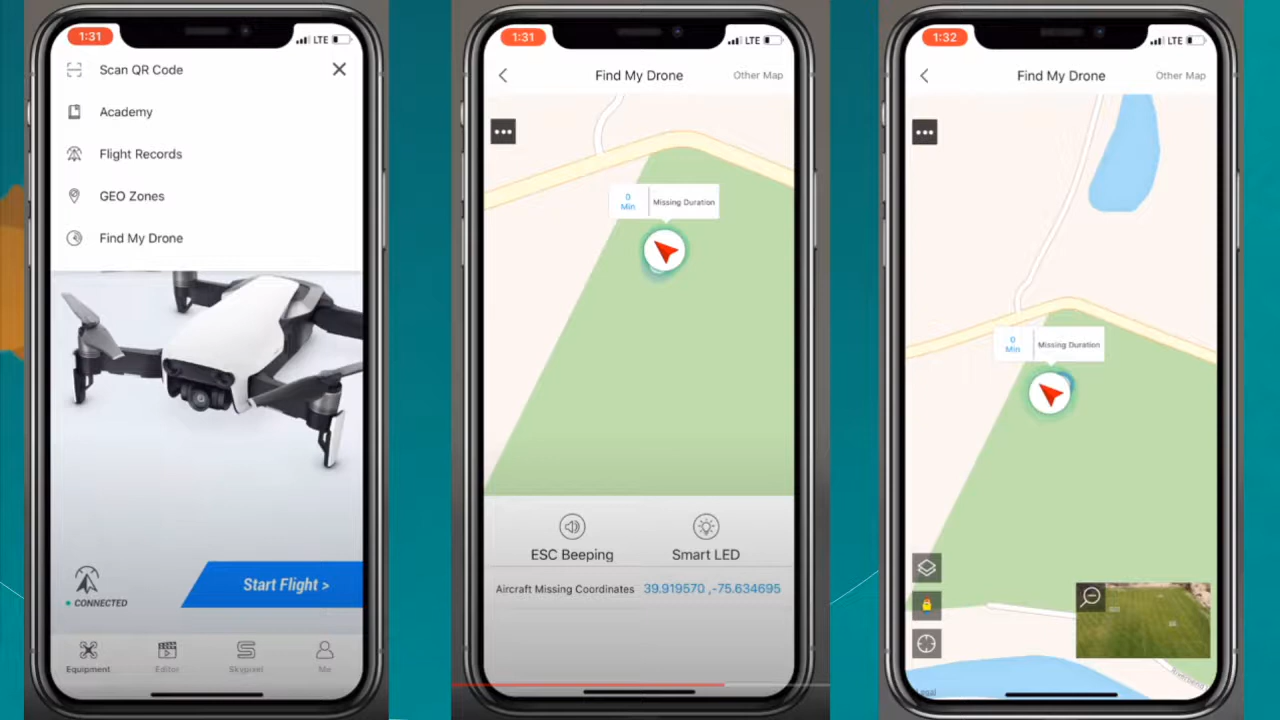 1:31
LTE
Scan QR Code
Academy
Flight Records
GEO Zones
Find My Drone
CONNECTED
Start Flight >
Equipment
Editor
Skypixel
Me
1:31
LTE
Find My Drone
Other Map
0
Min
Missing Duration
ESC Beeping
Smart LED
Aircraft Missing Coordinates 39.919570 ,-75.634695
1:32
LTE
Find My Drone
Other Map
0
Min
Missing Duration
Legal